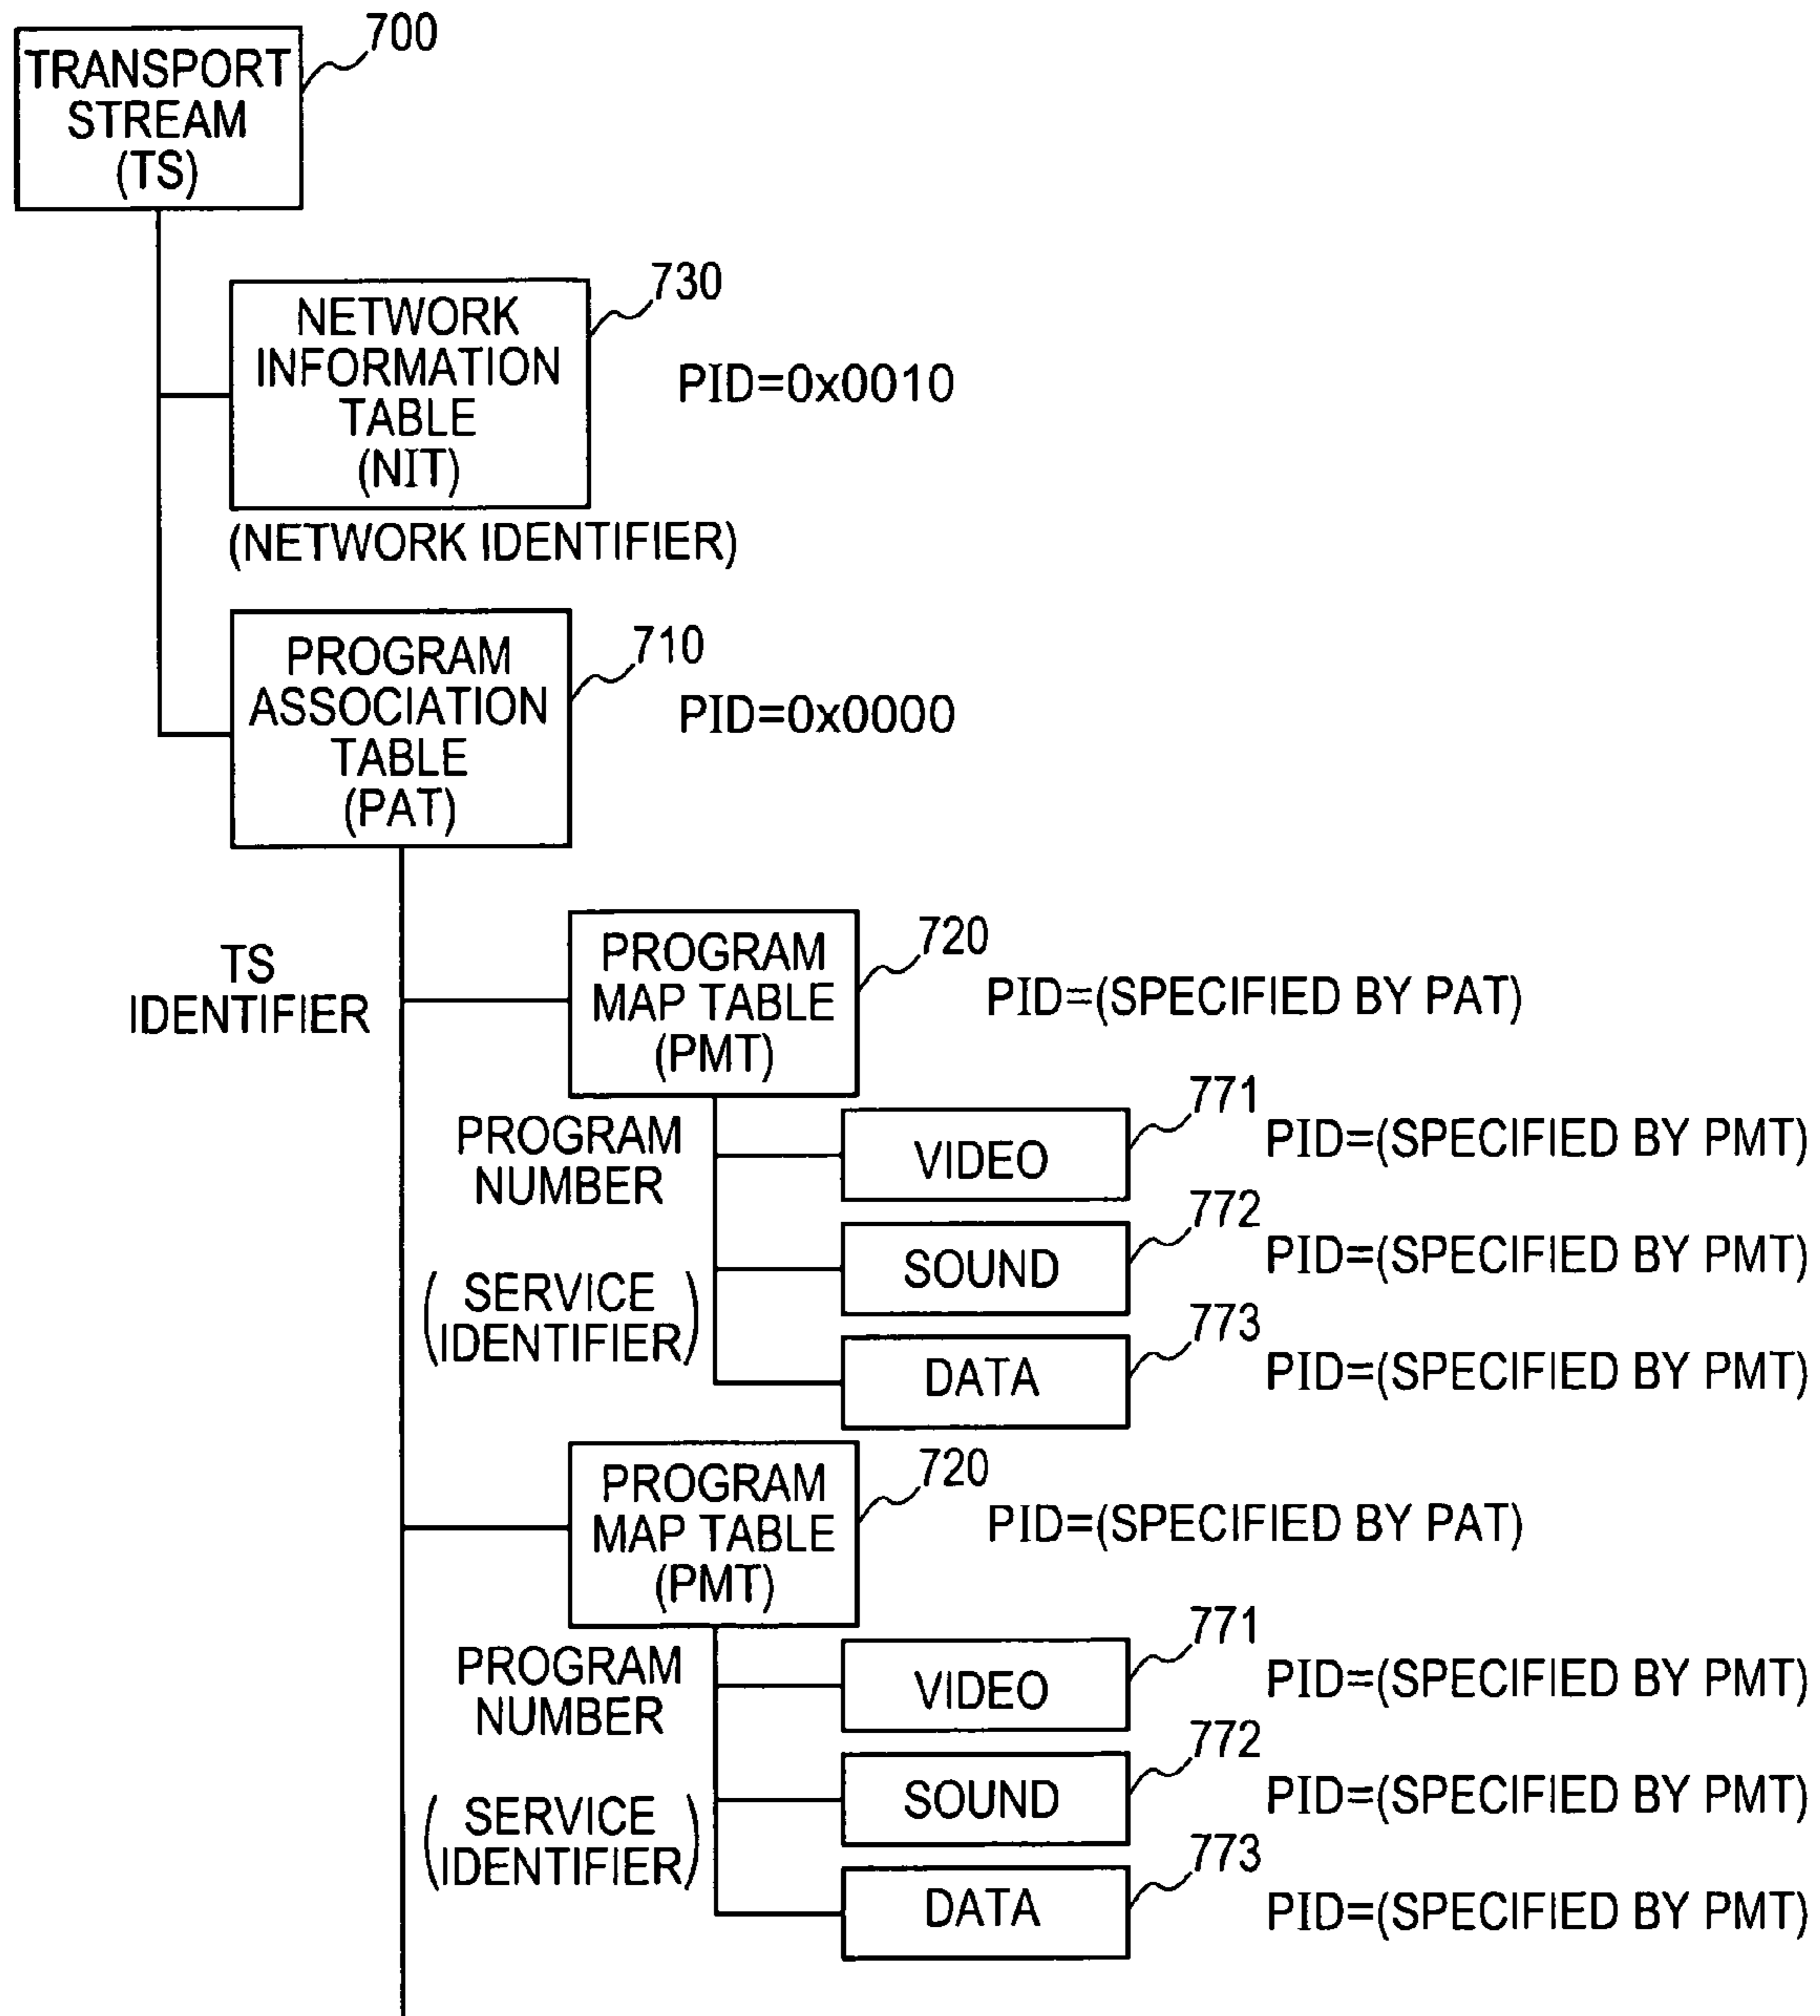 700
TRANSPORT
STREAM
(TS)
730
NETWORK
INFORMATION
TABLE
(NIT)
PID=0x0010
(NETWORK IDENTIFIER)
710
PROGRAM
ASSOCIATION
TABLE
(PAT)
PID=0x0000
TS
IDENTIFIER
720
PROGRAM
MAP TABLE
(PMT)
PID=(SPECIFIED BY PAT)
PROGRAM
NUMBER
(SERVICE
IDENTIFIER)
771
VIDEO
PID=(SPECIFIED BY PMT)
772
SOUND
PID=(SPECIFIED BY PMT)
773
DATA
PID=(SPECIFIED BY PMT)
720
PROGRAM
MAP TABLE
(PMT)
PID=(SPECIFIED BY PAT)
PROGRAM
NUMBER
(SERVICE
IDENTIFIER)
771
VIDEO
PID=(SPECIFIED BY PMT)
772
SOUND
PID=(SPECIFIED BY PMT)
773
DATA
PID=(SPECIFIED BY PMT)